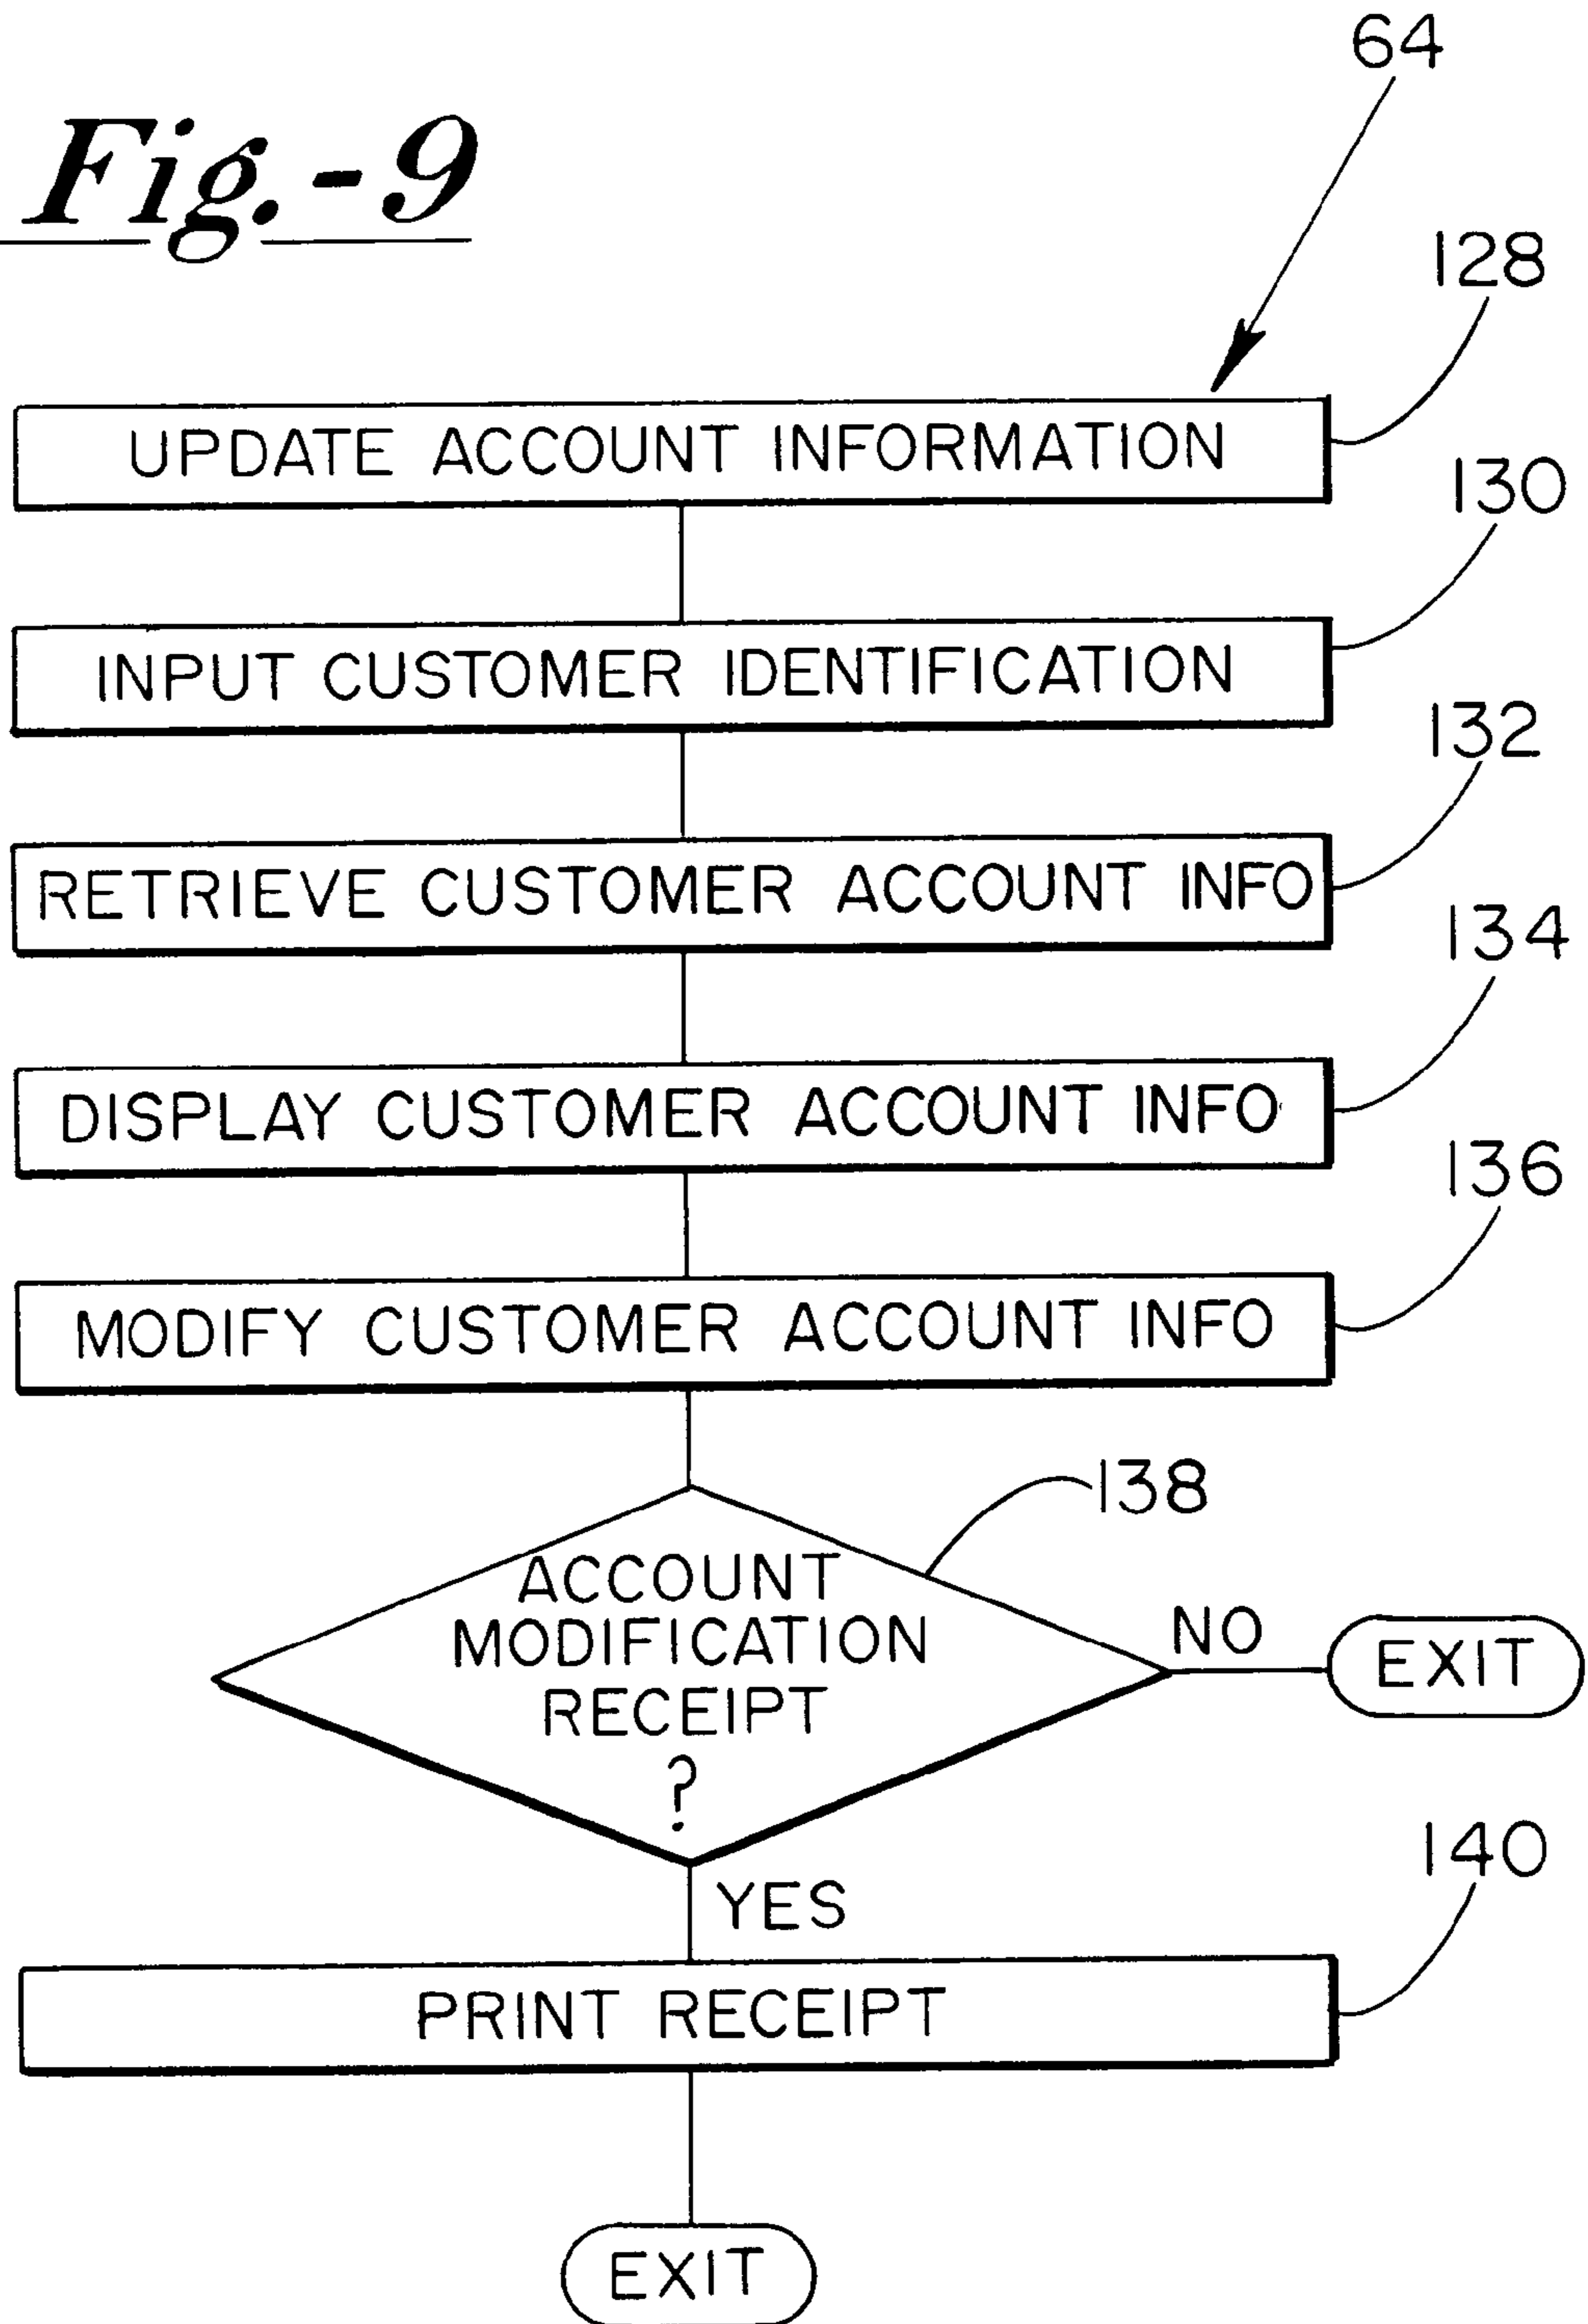 64
Fig.-9
128
UPDATE ACCOUNT INFORMATION
130
INPUT CUSTOMER IDENTIFICATION
132
RETRIEVE CUSTOMER ACCOUNT INFO
134
DISPLAY CUSTOMER ACCOUNT INFO
136
MODIFY CUSTOMER ACCOUNT INFO
138
ACCOUNT
MODIFICATION
RECEIPT
?
NO
EXIT
YES
140
PRINT RECEIPT
EXIT